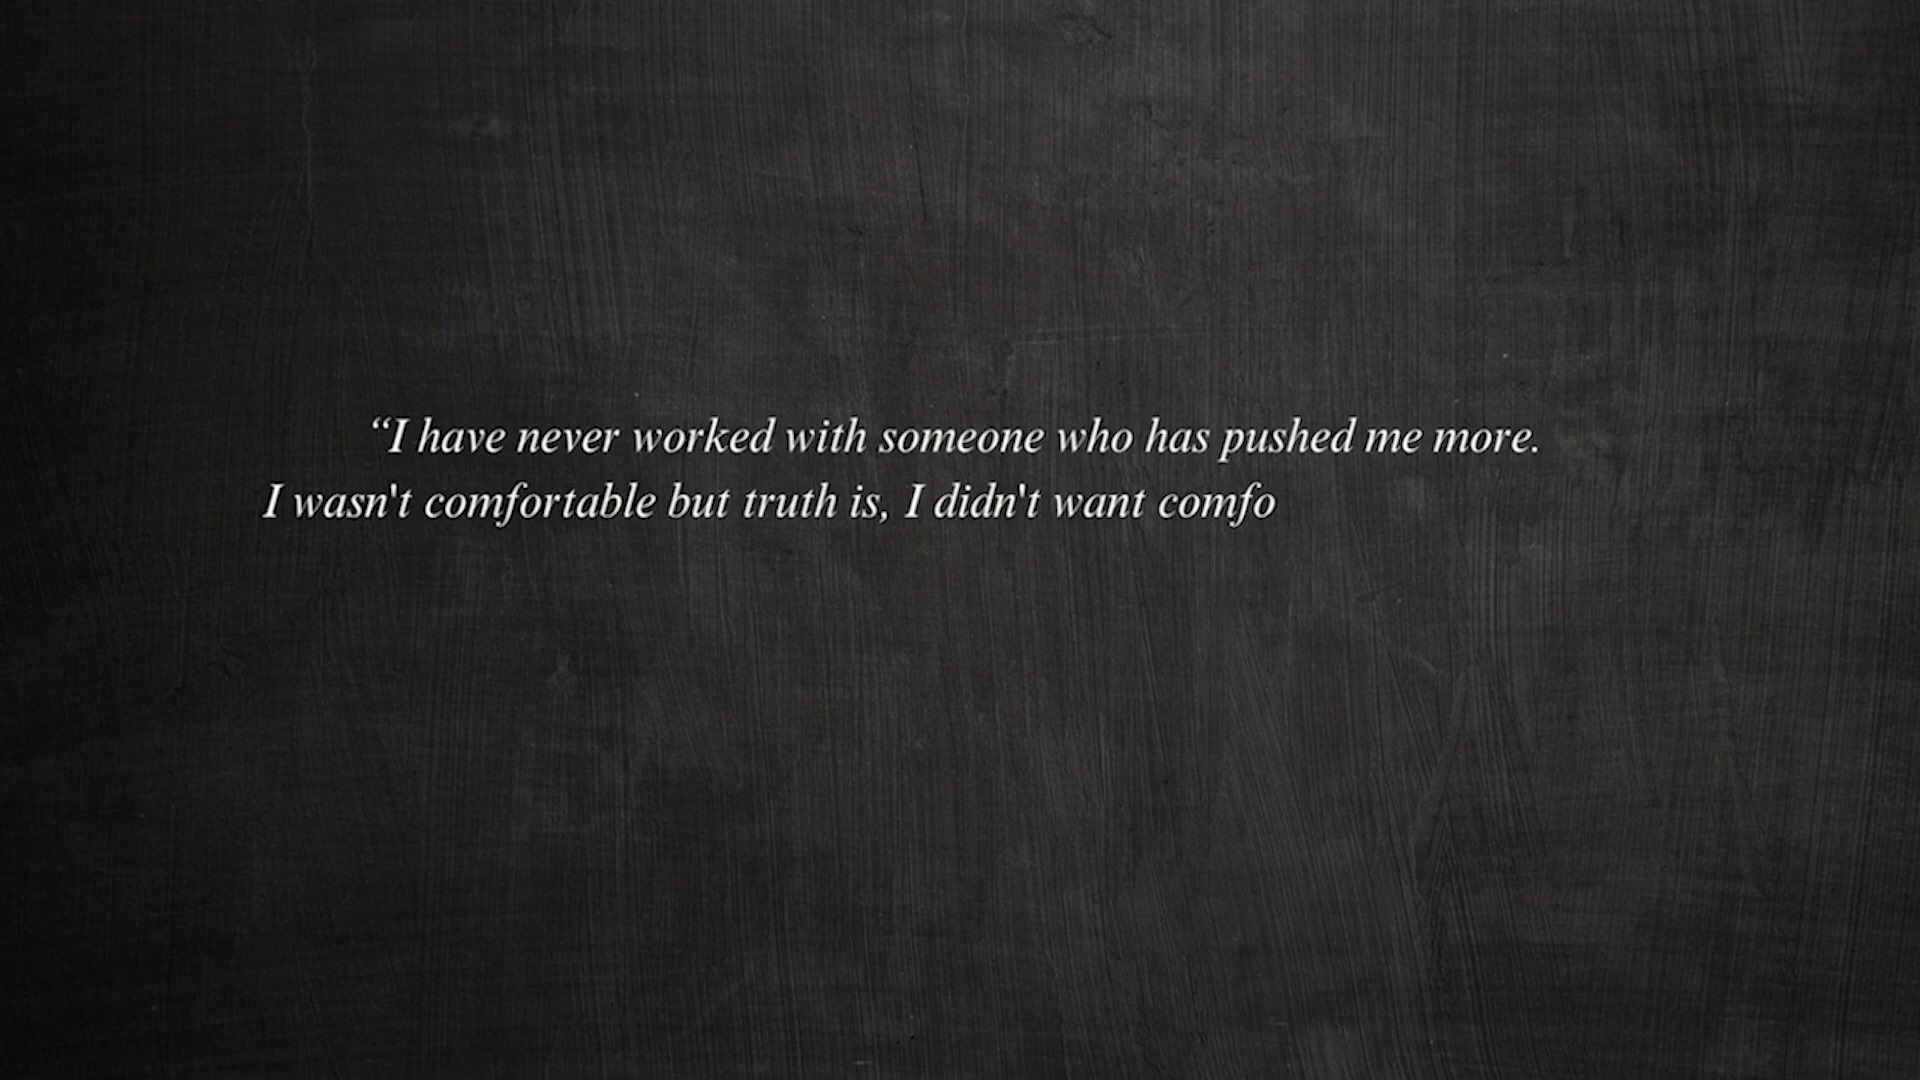 “I have never worked with someone who has pushed me more.
I wasn't comfortable but truth is, I didn't want comfo